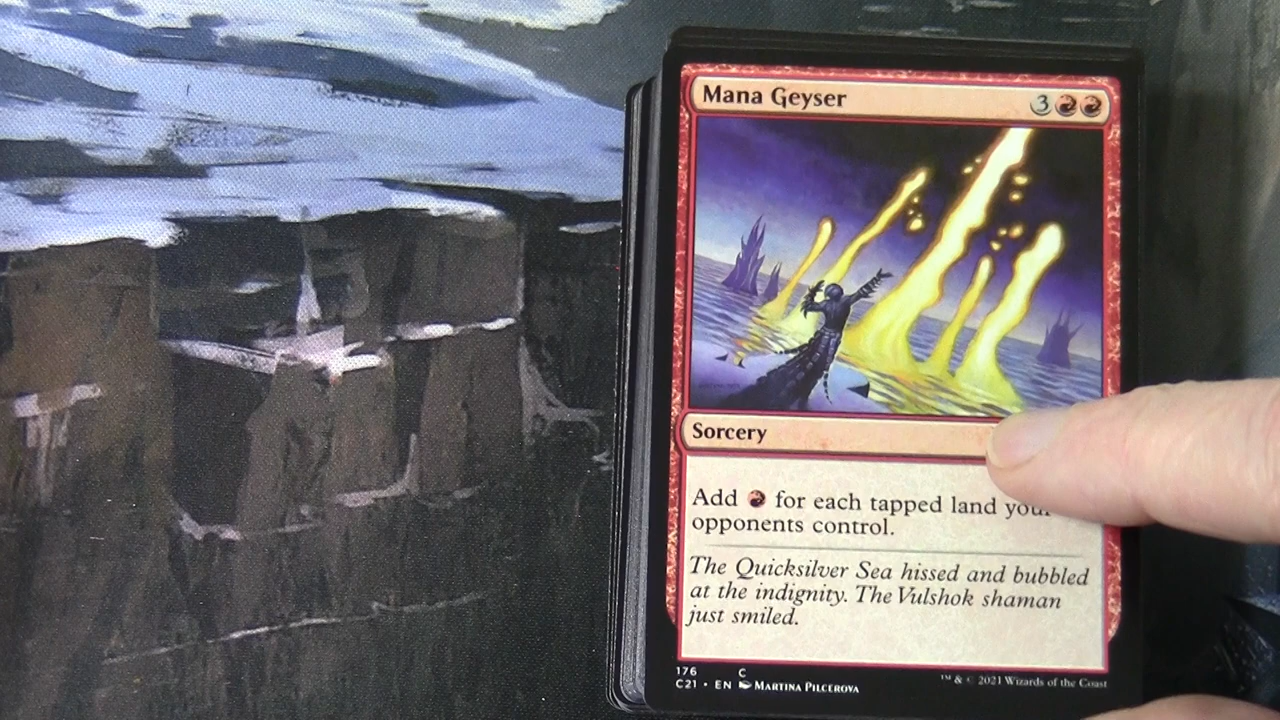 Mana Geyser 3
Sorcery
Add for each tapped land your
opponents control.
The Quicksilver Sea hissed and bubbled
at the indignity. The Vulshok shaman
just smiled.
176 C
C21 • EN Martina Pilcerova
™ & © 2021 Wizards of the Coast